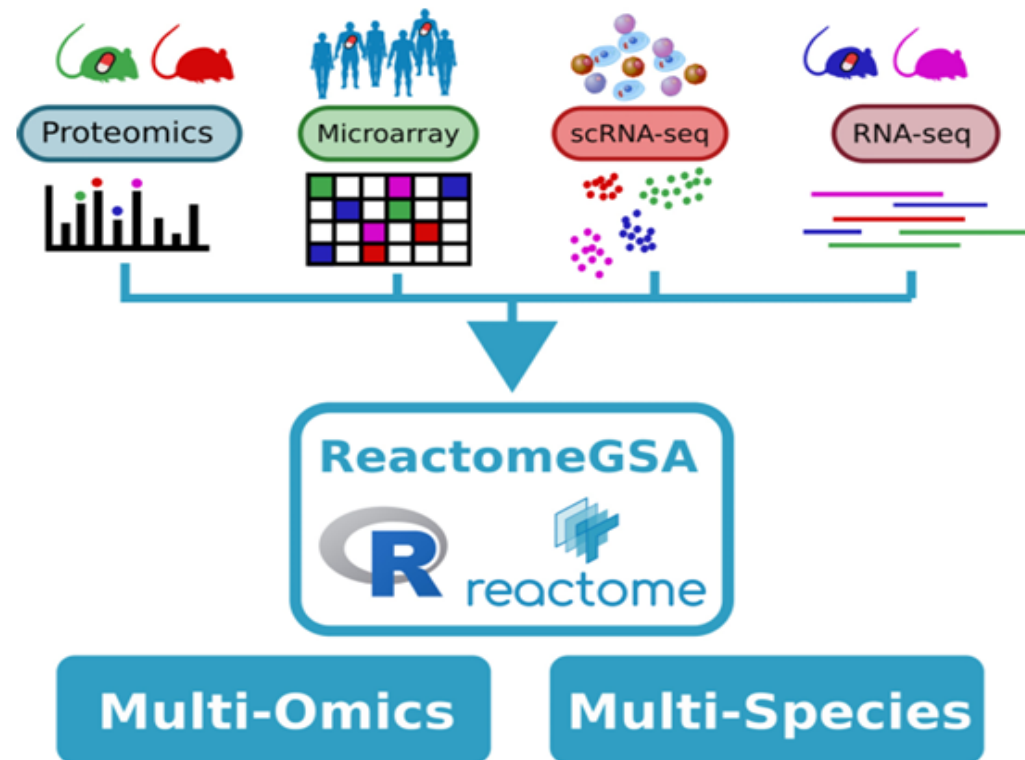 Proteomics
Microarray
scRNA-seq
RNA-seq
ReactomeGSA
R
reactome
Multi-Omics
Multi-Species